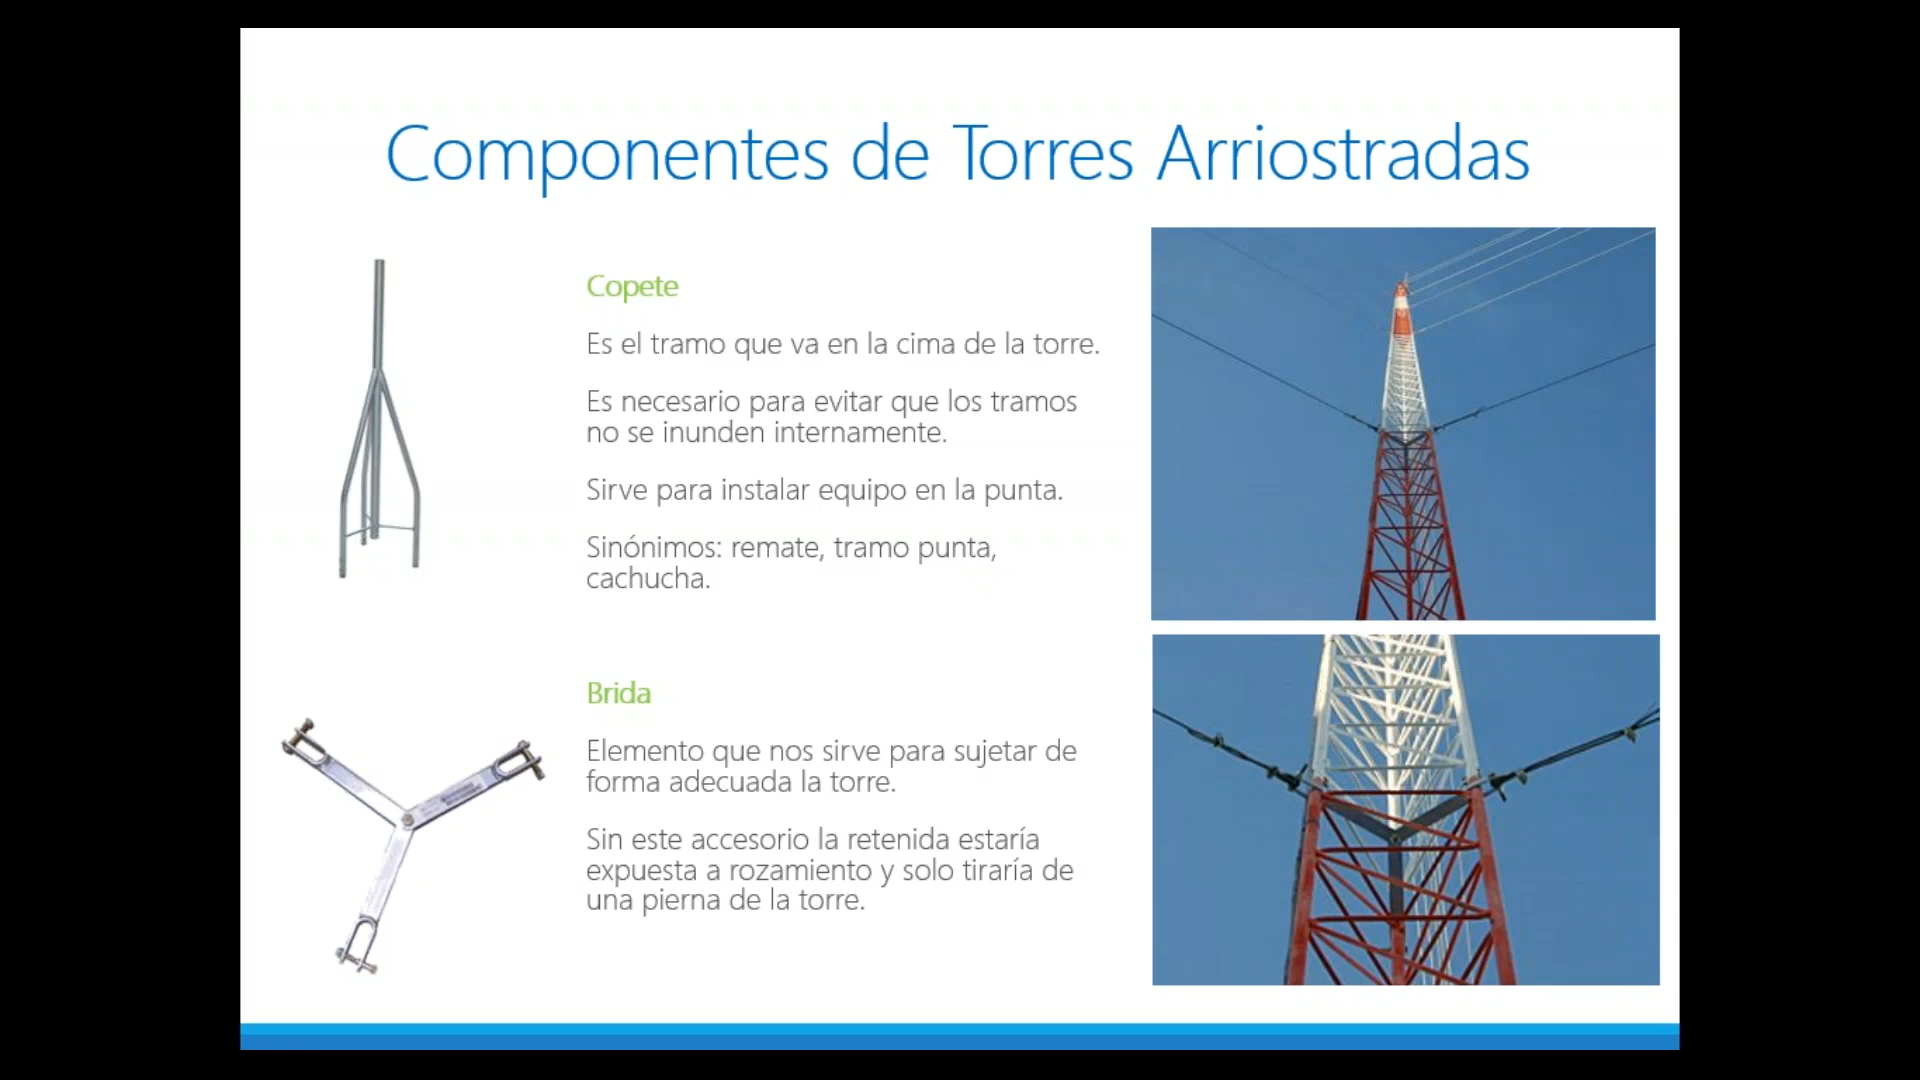 Componentes de Torres Arriostradas
Copete
Es el tramo que va en la cima de la torre.
Es necesario para evitar que los tramos
no se inunden internamente.
Sirve para instalar equipo en la punta.
Sinónimos: remate, tramo punta,
cachucha.
Brida
Elemento que nos sirve para sujetar de
forma adecuada la torre.
Sin este accesorio la retenida estaría
expuesta a rozamiento y solo tiraría de
una pierna de la torre.